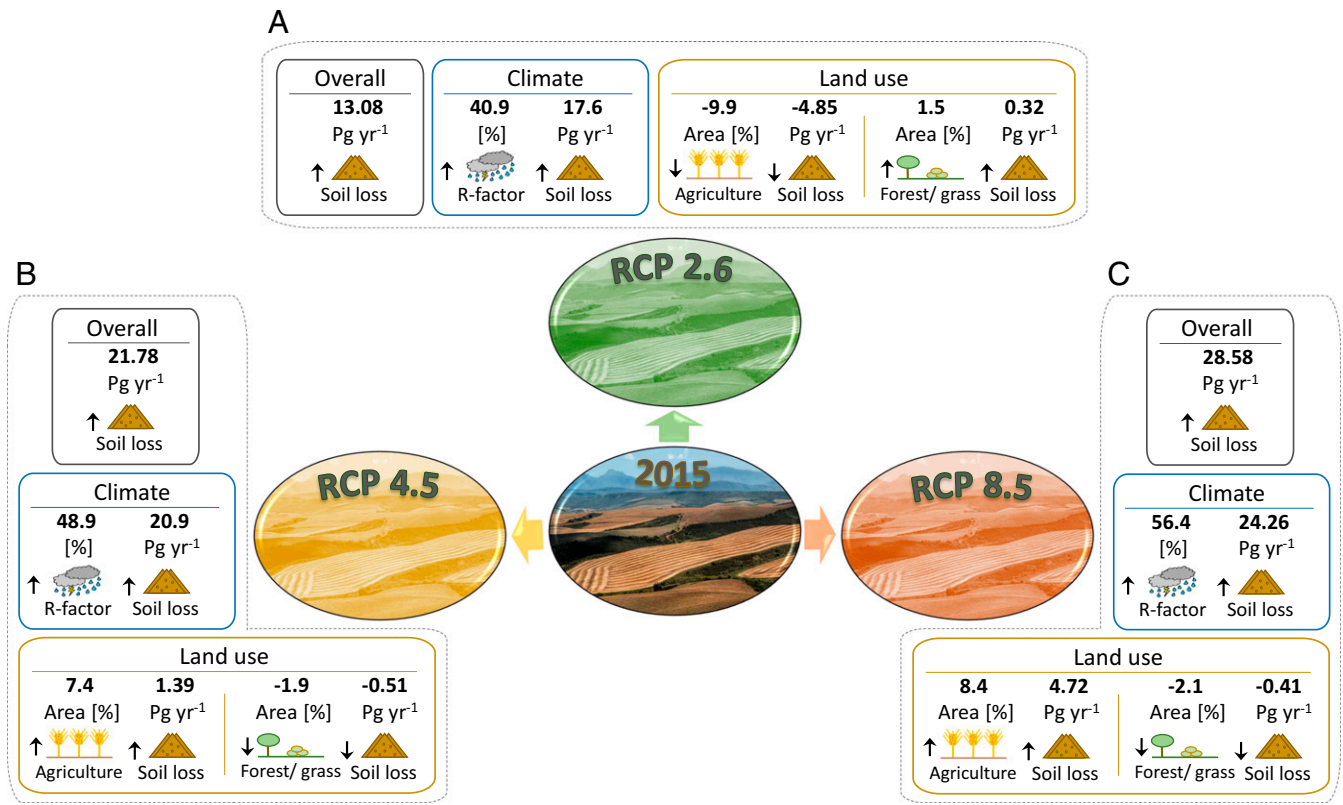 A
Overall
13.08
Pg yr⁻¹
Soil loss
Climate
40.9 17.6
[%] Pg yr⁻¹
R-factor Soil loss
Land use
-9.9 -4.85 1.5 0.32
Area [%] Pg yr⁻¹ Area [%] Pg yr⁻¹
Agriculture Soil loss Forest/ grass Soil loss
RCP 2.6
B
Overall
21.78
Pg yr⁻¹
Soil loss
Climate
48.9 20.9
[%] Pg yr⁻¹
R-factor Soil loss
Land use
7.4 1.39 -1.9 -0.51
Area [%] Pg yr⁻¹ Area [%] Pg yr⁻¹
Agriculture Soil loss Forest/ grass Soil loss
RCP 4.5
2015
RCP 8.5
C
Overall
28.58
Pg yr⁻¹
Soil loss
Climate
56.4 24.26
[%] Pg yr⁻¹
R-factor Soil loss
Land use
8.4 4.72 -2.1 -0.41
Area [%] Pg yr⁻¹ Area [%] Pg yr⁻¹
Agriculture Soil loss Forest/ grass Soil loss